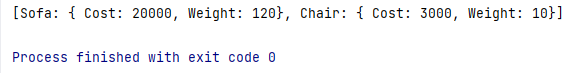 [Sofa: { Cost: 20000, Weight: 120}, Chair: { Cost: 3000, Weight: 10}]
Process finished with exit code 0